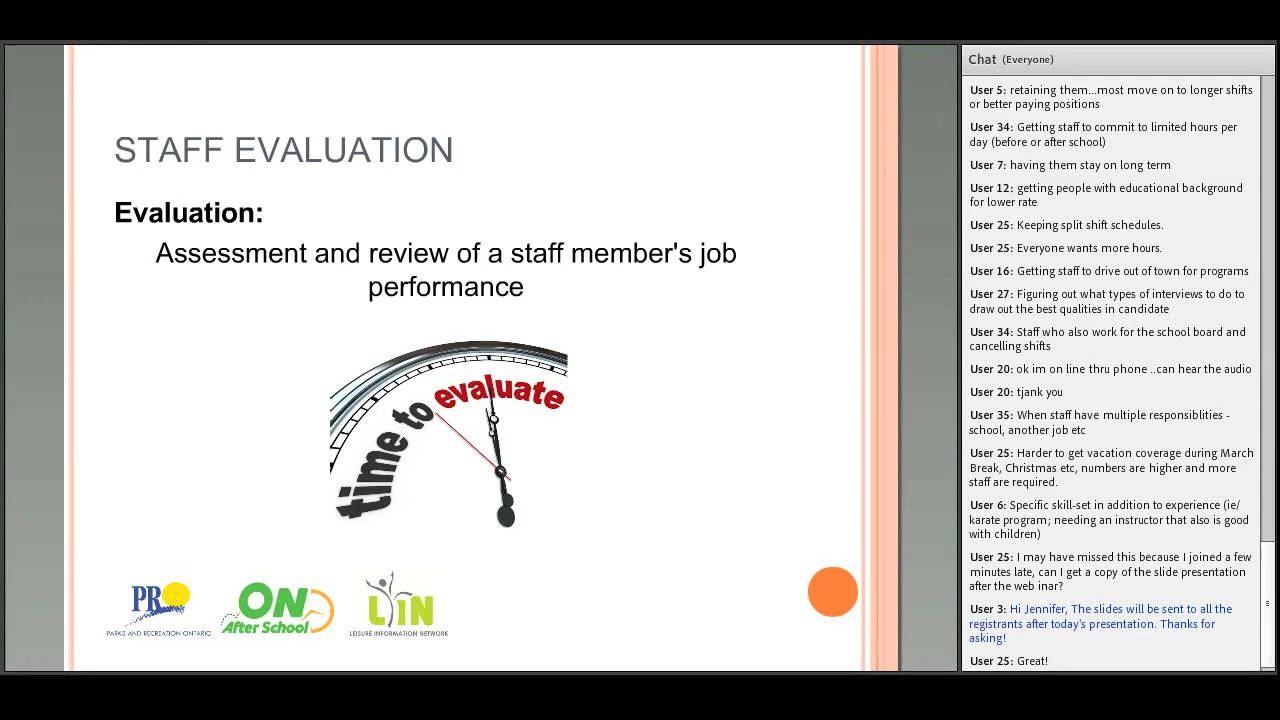 STAFF EVALUATION
Evaluation:
Assessment and review of a staff member's job
performance
time to evaluate
PRO
PARKS AND RECREATION ONTARIO
ON
After School
LIN
LEISURE INFORMATION NETWORK
Chat (Everyone)
User 5: retaining them...most move on to longer shifts
or better paying positions
User 34: Getting staff to commit to limited hours per
day (before or after school)
User 7: having them stay on long term
User 12: getting people with educational background
for lower rate
User 25: Keeping split shift schedules.
User 25: Everyone wants more hours.
User 16: Getting staff to drive out of town for programs
User 27: Figuring out what types of interviews to do to
draw out the best qualities in candidate
User 34: Staff who also work for the school board and
cancelling shifts
User 20: ok im on line thru phone ..can hear the audio
User 20: tjank you
User 35: When staff have multiple responsiblities -
school, another job etc
User 25: Harder to get vacation coverage during March
Break, Christmas etc, numbers are higher and more
staff are required.
User 6: Specific skill-set in addition to experience (ie/
karate program; needing an instructor that also is good
with children)
User 25: I may have missed this because I joined a few
minutes late, can I get a copy of the slide presentation
after the web inar?
User 3: Hi Jennifer, The slides will be sent to all the
registrants after today's presentation. Thanks for
asking!
User 25: Great!